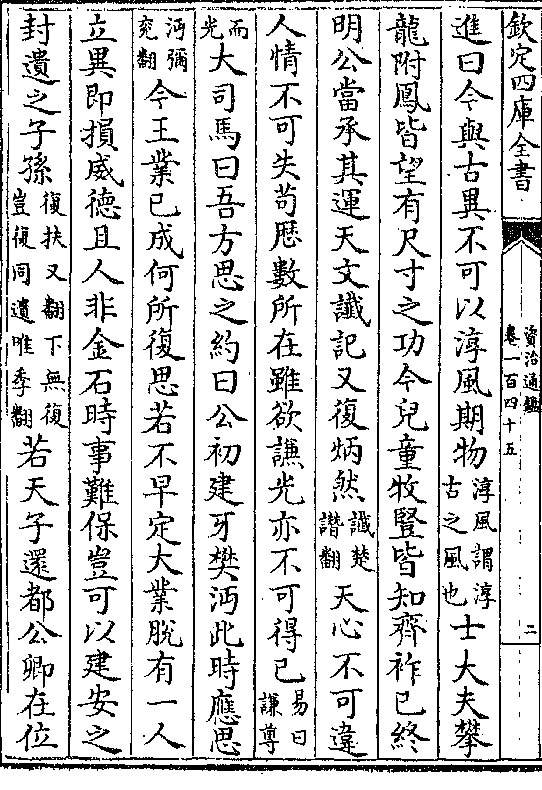 欽定四庫全書
資治通鑑
卷一百四十五
二
進曰今與古異不可以淳風期物淳風謂淳古之風也士大夫攀
龍附鳳皆望有尺寸之功今兒童牧豎皆知齊祚已終
明公當承其運天文讖記又復炳然讖楚譖翻天心不可違
人情不可失苟歴數所在雖欲謙光亦不可得已易曰謙尊
而光大司馬曰吾方思之約曰公初建牙樊沔此時應思
沔彌兖翻今王業已成何所復思若不早定大業脫有一人
立異即損威德且人非金石時事難保豈可以建安之
封遺之子孫復扶又翻下無復豈復同遺唯季翻若天子還都公卿在位